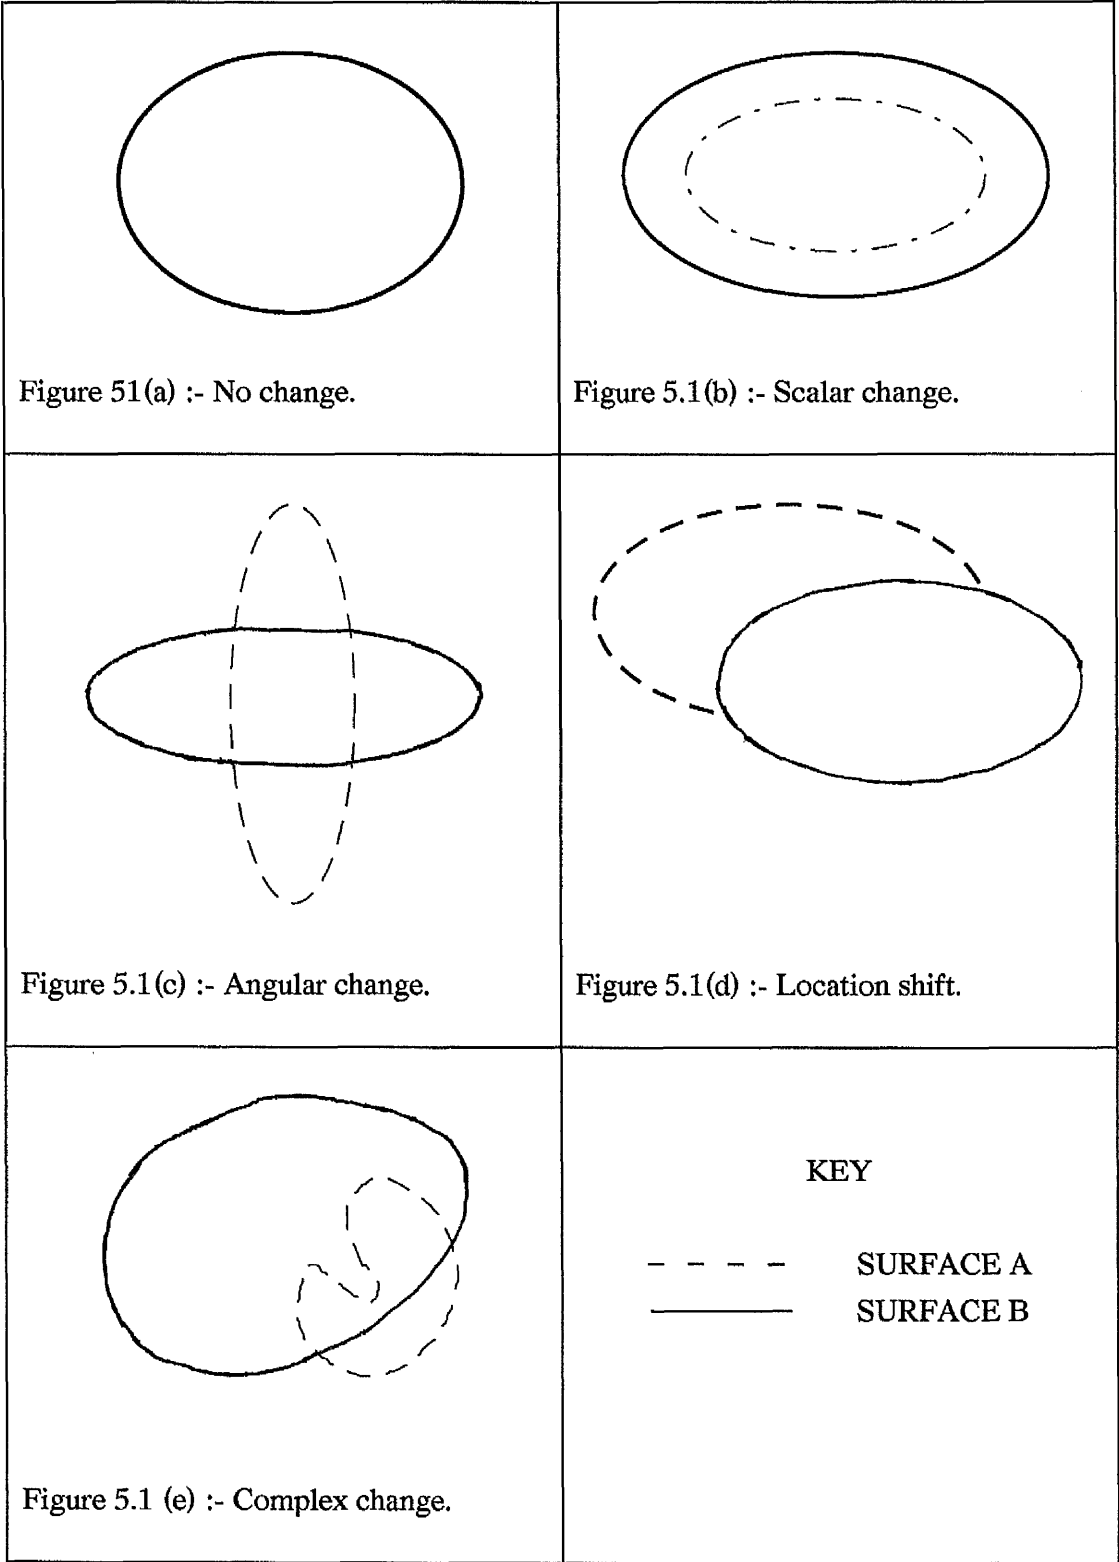 Figure 51(a) :- No change.
Figure 5.1(b) :- Scalar change.
Figure 5.1(c) :- Angular change.
Figure 5.1(d) :- Location shift.
Figure 5.1 (e) :- Complex change.
KEY
SURFACE A
SURFACE B